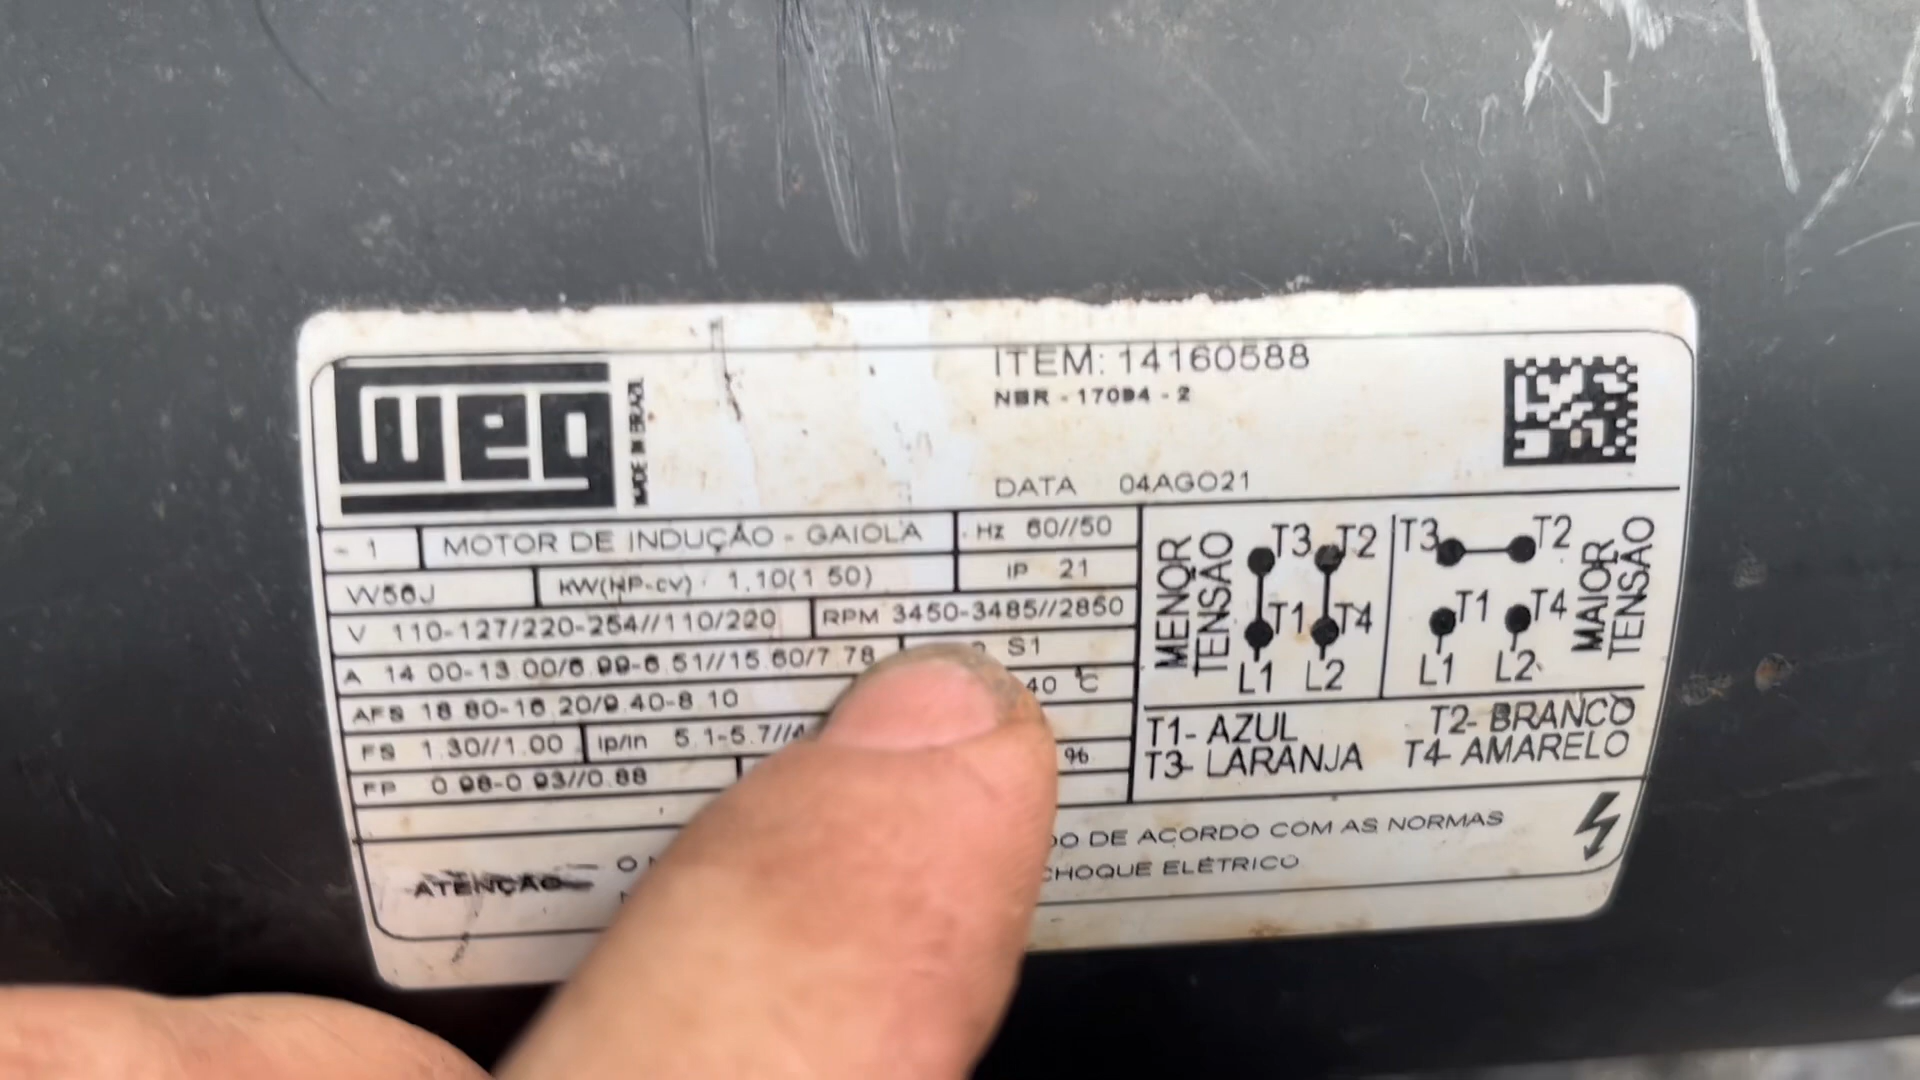 weg
MADE IN BRAZIL
ITEM: 14160588
NBR - 17094 - 2
DATA 04AGO21
~ 1 MOTOR DE INDUÇÃO - GAIOLA Hz 60//50
W56J kW(HP-cv) 1.10(1.50) IP 21
V 110-127/220-254//110/220 RPM 3450-3485//2850
A 14.00-13.00/6.99-6.51//15.60/7.78 S1
AFS 18.80-16.20/9.40-8.10 40 °C
FS 1.30//1.00 Ip/In 5.1-5.7//
FP 0.98-0.93//0.88 %
MENOR TENSÃO
T3 T2
T1 T4
L1 L2
T3 T2
T1 T4
L1 L2
MAIOR TENSÃO
T1- AZUL T2- BRANCO
T3- LARANJA T4- AMARELO
ATENÇÃO
DE ACORDO COM AS NORMAS
CHOQUE ELÉTRICO